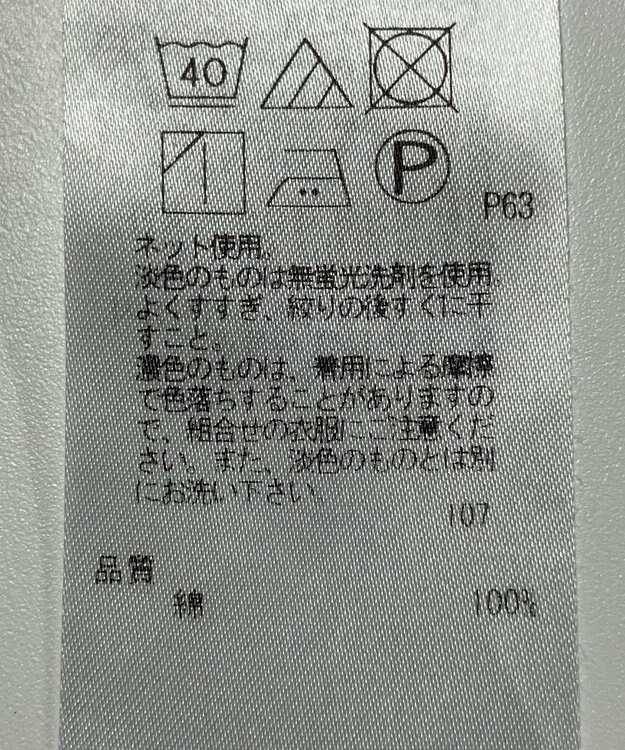 40
P
P63
ネット使用。
淡色のものは無蛍光洗剤を使用。
よくすすぎ、絞りの後すぐに干
すこと。
濃色のものは、着用による摩擦
で色落ちすることがありますの
で、組合せの衣服にご注意くだ
さい。また、淡色のものとは別
にお洗い下さい
107
品質
綿 100%